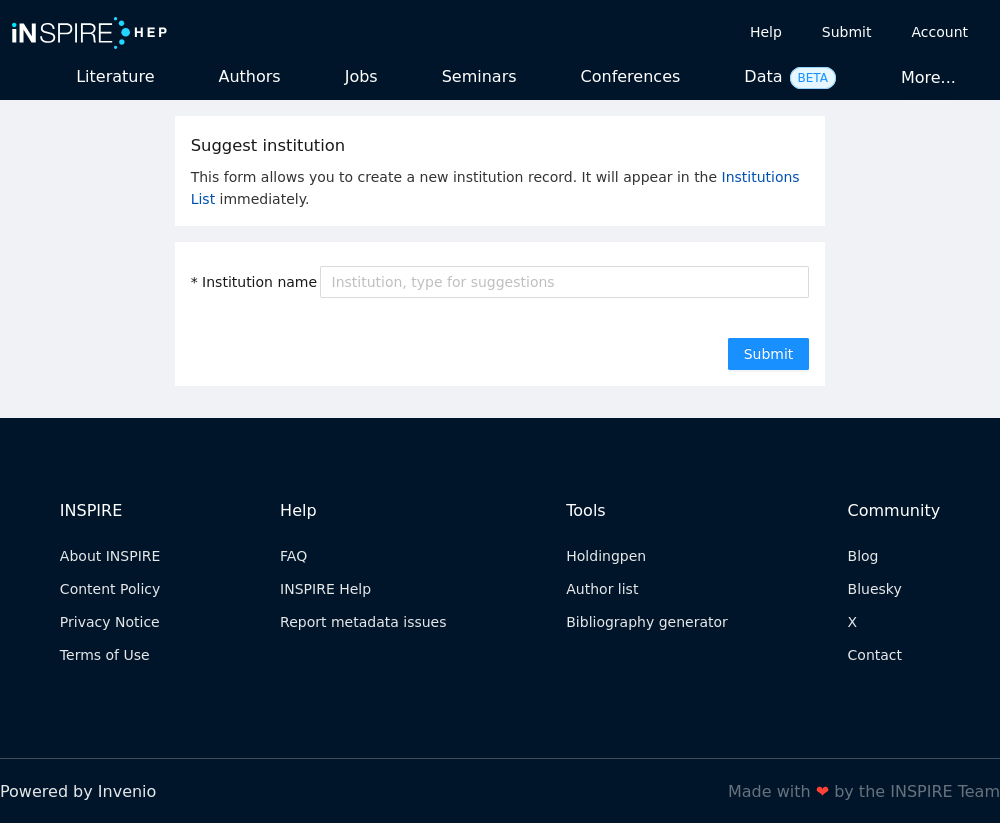 INSPIRE HEP
Help Submit Account
Literature Authors Jobs Seminars Conferences Data BETA More...
Suggest institution
This form allows you to create a new institution record. It will appear in the Institutions
List immediately.
* Institution name Institution, type for suggestions
Submit
INSPIRE Help Tools Community
About INSPIRE FAQ Holdingpen Blog
Content Policy INSPIRE Help Author list Bluesky
Privacy Notice Report metadata issues Bibliography generator X
Terms of Use Contact
Powered by Invenio Made with ❤ by the INSPIRE Team